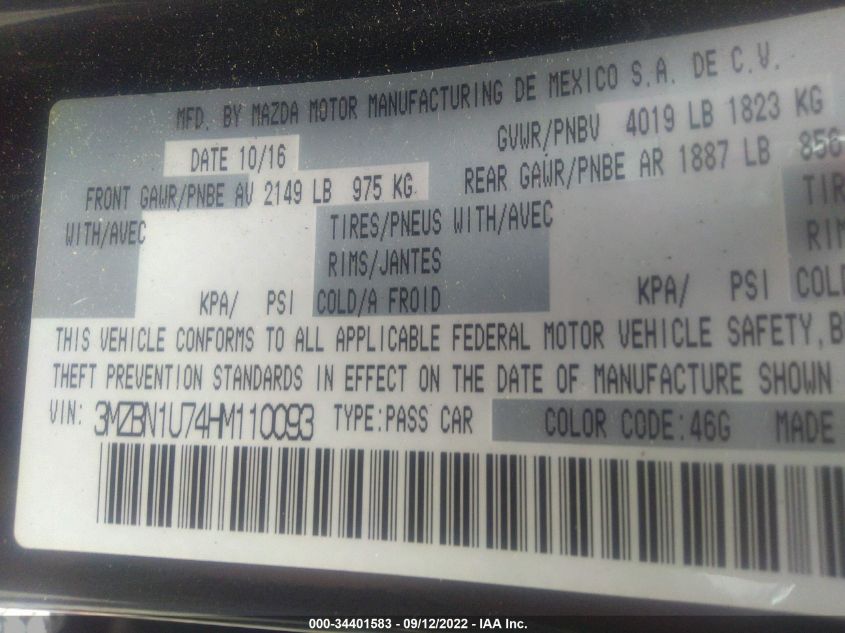 MFD. BY MAZDA MOTOR MANUFACTURING DE MEXICO S.A. DE C.V.
DATE 10/16 GVWR/PNBV 4019 LB 1823 KG
FRONT GAWR/PNBE AV 2149 LB 975 KG REAR GAWR/PNBE AR 1887 LB 856
WITH/AVEC TIRES/PNEUS WITH/AVEC TIR
RIMS/JANTES RIM
KPA/ PSI COLD/A FROID KPA/ PSI COL
THIS VEHICLE CONFORMS TO ALL APPLICABLE FEDERAL MOTOR VEHICLE SAFETY, B
THEFT PREVENTION STANDARDS IN EFFECT ON THE DATE OF MANUFACTURE SHOWN
VIN: 3MZBN1U74HM110093 TYPE:PASS CAR COLOR CODE:46G MADE
000-34401583 - 09/12/2022 - IAA Inc.